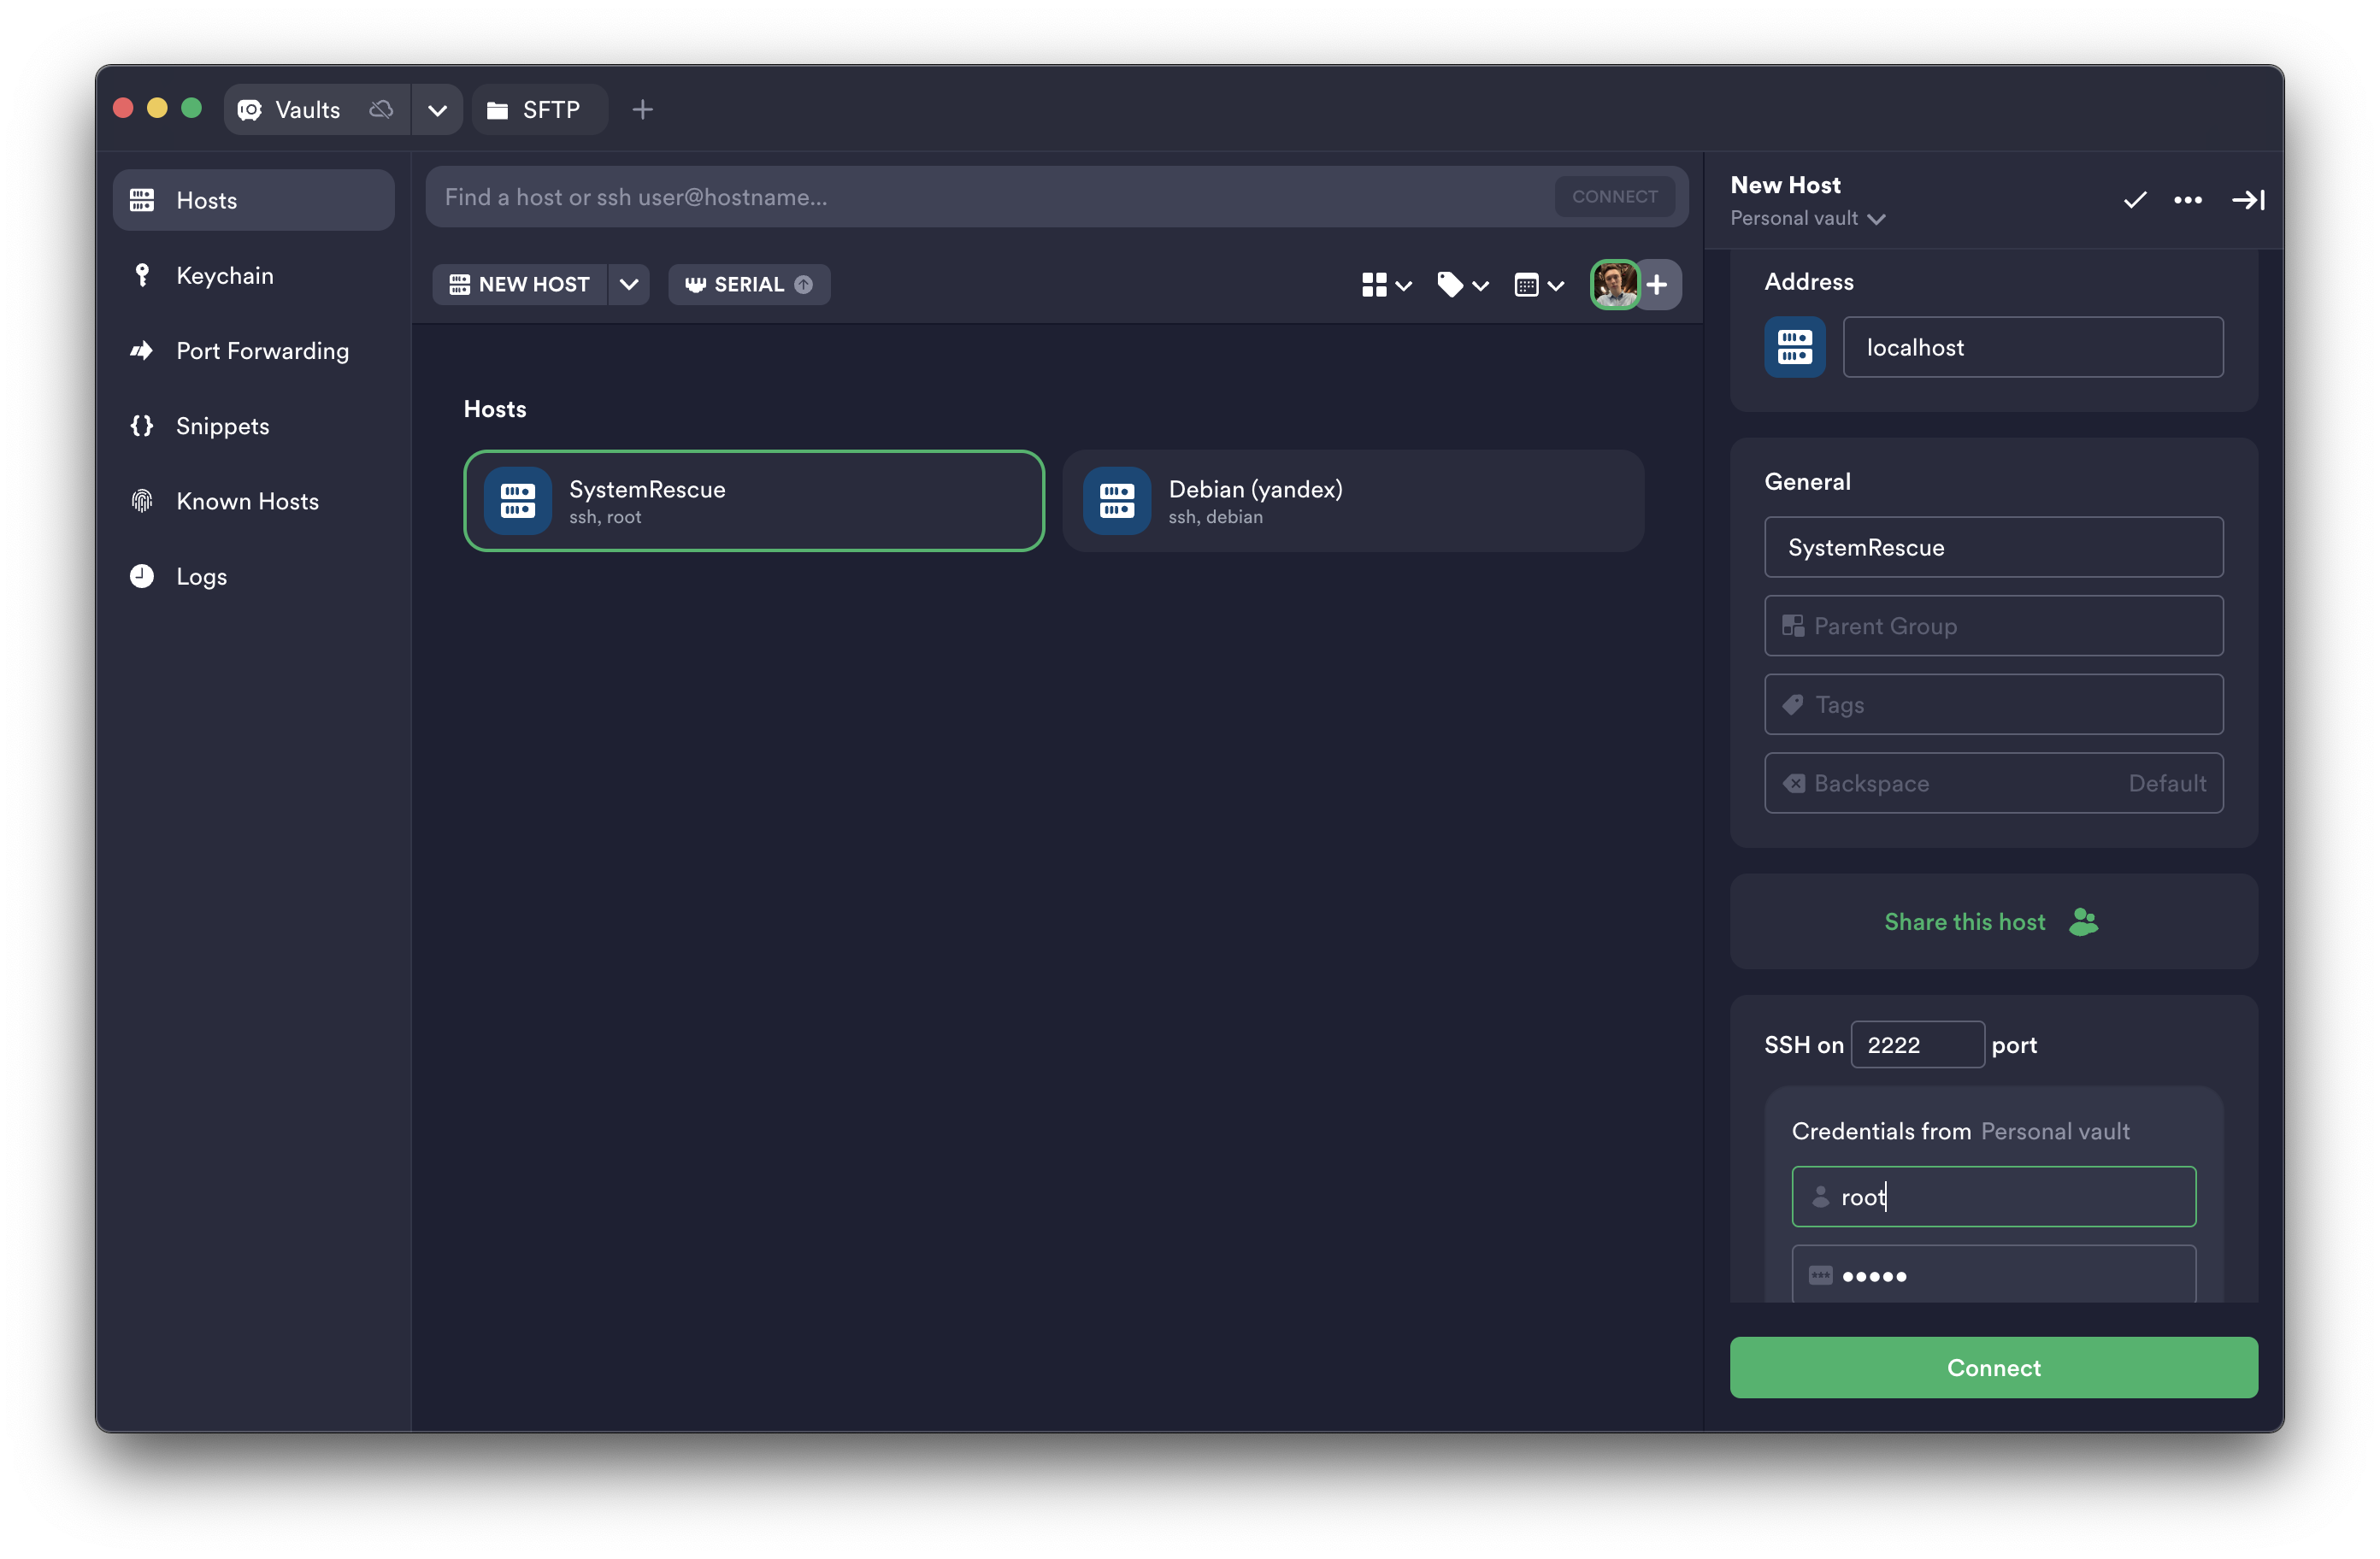 Vaults
SFTP
Hosts
Keychain
Port Forwarding
Snippets
Known Hosts
Logs
Find a host or ssh user@hostname...
CONNECT
NEW HOST
SERIAL
Hosts
SystemRescue
ssh, root
Debian (yandex)
ssh, debian
New Host
Personal vault
Address
localhost
General
SystemRescue
Parent Group
Tags
Backspace Default
Share this host
SSH on 2222 port
Credentials from Personal vault
root
•••••
Connect